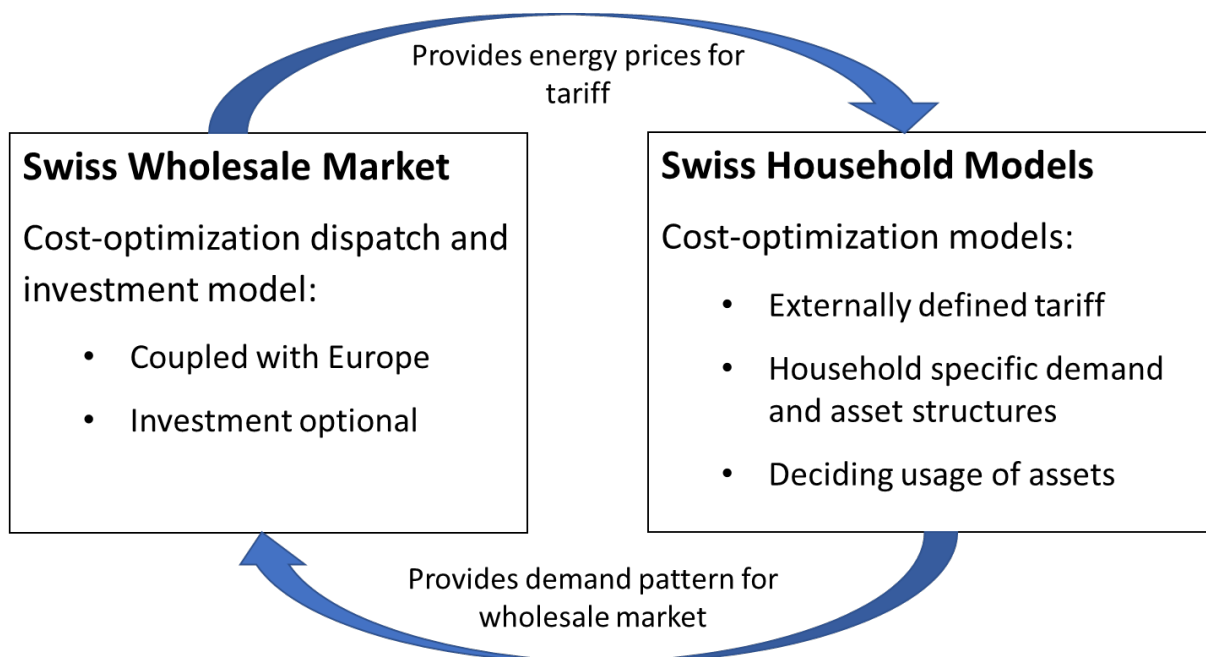 Provides energy prices for
tariff
Swiss Wholesale Market
Cost-optimization dispatch and
investment model:
• Coupled with Europe
• Investment optional
Swiss Household Models
Cost-optimization models:
• Externally defined tariff
• Household specific demand
and asset structures
• Deciding usage of assets
Provides demand pattern for
wholesale market